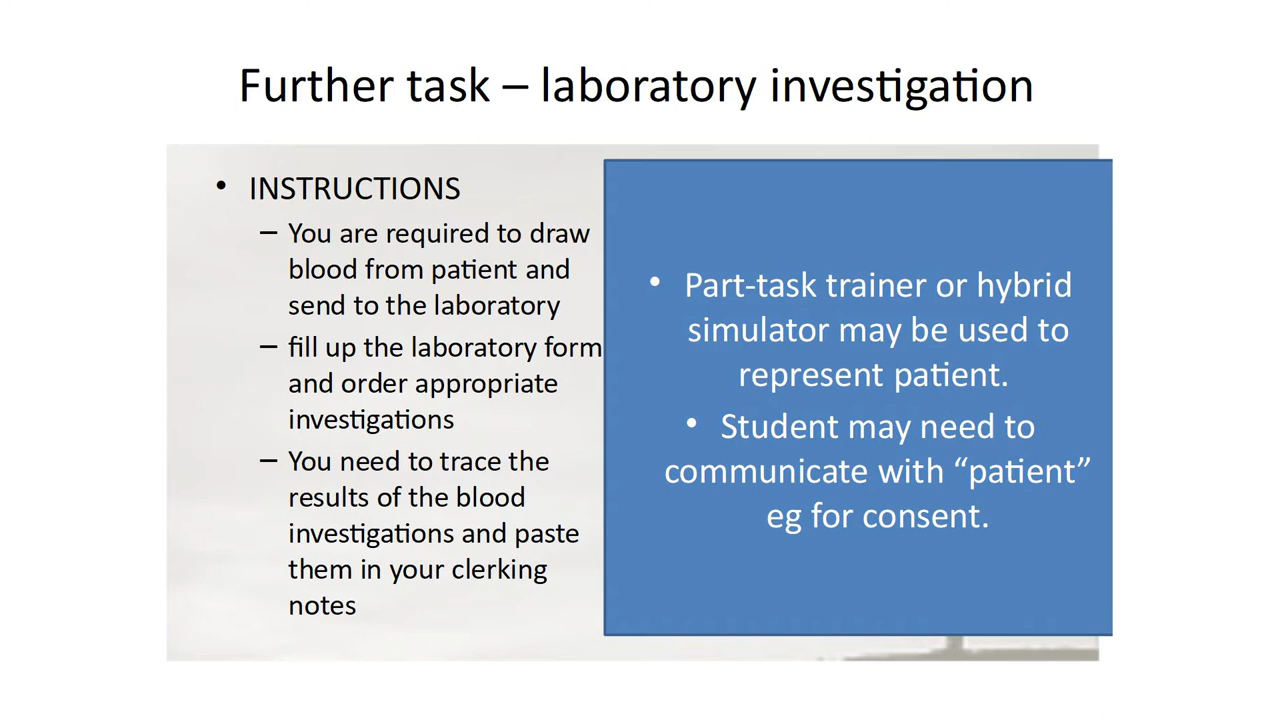 Further task – laboratory investigation
• INSTRUCTIONS
– You are required to draw
blood from patient and
send to the laboratory
– fill up the laboratory form
and order appropriate
investigations
– You need to trace the
results of the blood
investigations and paste
them in your clerking
notes
• Part-task trainer or hybrid
simulator may be used to
represent patient.
• Student may need to
communicate with “patient”
eg for consent.